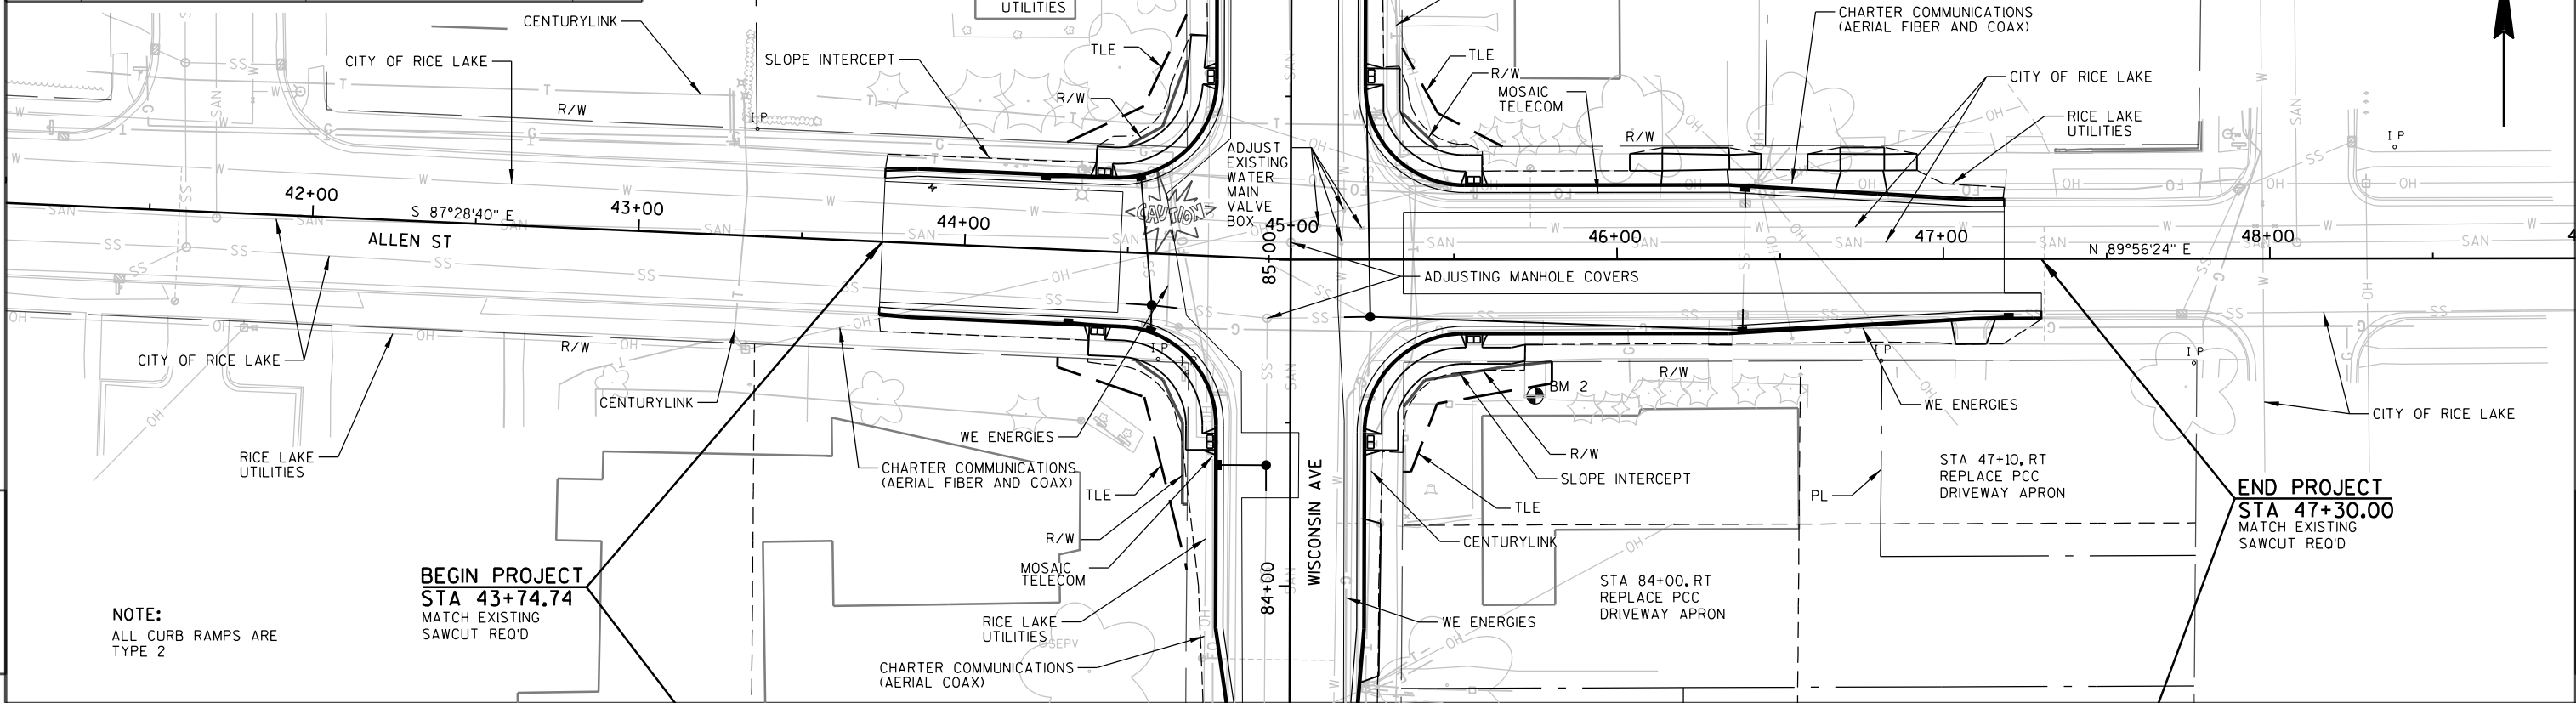 UTILITIES
CENTURYLINK
CITY OF RICE LAKE
SLOPE INTERCEPT
TLE
R/W
R/W
TLE
R/W
MOSAIC
TELECOM
R/W
CHARTER COMMUNICATIONS
(AERIAL FIBER AND COAX)
CITY OF RICE LAKE
RICE LAKE
UTILITIES
I P
I P
ADJUST
EXISTING
WATER
MAIN
VALVE
BOX
CAUTION
42+00
43+00
44+00
45+00
46+00
47+00
48+00
S 87°28'40" E
ALLEN ST
N 89°56'24" E
85+00
ADJUSTING MANHOLE COVERS
CITY OF RICE LAKE
R/W
CENTURYLINK
RICE LAKE
UTILITIES
WE ENERGIES
CHARTER COMMUNICATIONS
(AERIAL FIBER AND COAX)
TLE
R/W
MOSAIC
TELECOM
RICE LAKE
UTILITIES
CHARTER COMMUNICATIONS
(AERIAL COAX)
SEPV
I P
I P
I P
I P
BM 2
R/W
R/W
SLOPE INTERCEPT
TLE
CENTURYLINK
WE ENERGIES
WISCONSIN AVE
84+00
WE ENERGIES
CITY OF RICE LAKE
PL
STA 47+10, RT
REPLACE PCC
DRIVEWAY APRON
STA 84+00, RT
REPLACE PCC
DRIVEWAY APRON
BEGIN PROJECT
STA 43+74.74
MATCH EXISTING
SAWCUT REQ'D
END PROJECT
STA 47+30.00
MATCH EXISTING
SAWCUT REQ'D
NOTE:
ALL CURB RAMPS ARE
TYPE 2